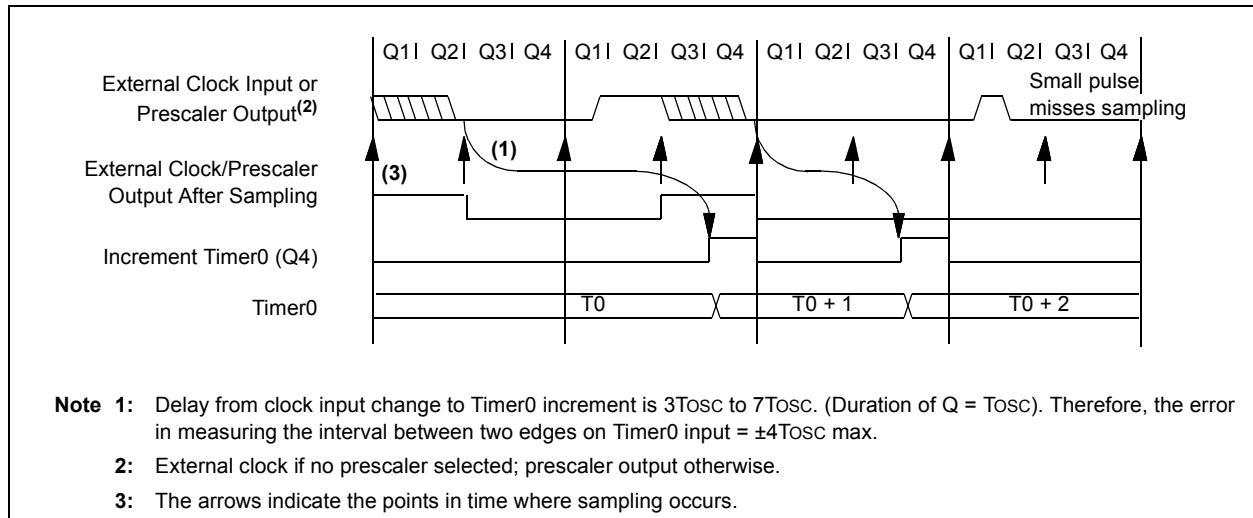 Q1| Q2| Q3| Q4 Q1| Q2| Q3| Q4 Q1| Q2| Q3| Q4 Q1| Q2| Q3| Q4
External Clock Input or
Prescaler Output(2)
Small pulse
misses sampling
(1)
External Clock/Prescaler
Output After Sampling
(3)
Increment Timer0 (Q4)
Timer0
T0 T0 + 1 T0 + 2
Note 1: Delay from clock input change to Timer0 increment is 3TOSC to 7TOSC. (Duration of Q = TOSC). Therefore, the error
in measuring the interval between two edges on Timer0 input = ±4TOSC max.
2: External clock if no prescaler selected; prescaler output otherwise.
3: The arrows indicate the points in time where sampling occurs.